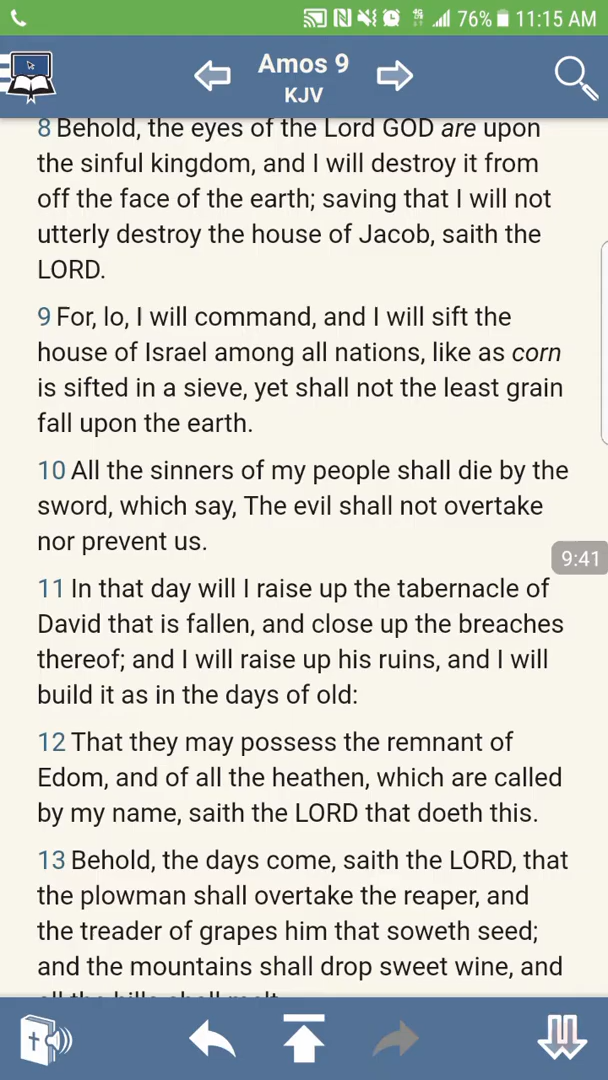 76% 11:15 AM
Amos 9
KJV
8 Behold, the eyes of the Lord GOD are upon
the sinful kingdom, and I will destroy it from
off the face of the earth; saving that I will not
utterly destroy the house of Jacob, saith the
LORD.
9 For, lo, I will command, and I will sift the
house of Israel among all nations, like as corn
is sifted in a sieve, yet shall not the least grain
fall upon the earth.
10 All the sinners of my people shall die by the
sword, which say, The evil shall not overtake
nor prevent us.
9:41
11 In that day will I raise up the tabernacle of
David that is fallen, and close up the breaches
thereof; and I will raise up his ruins, and I will
build it as in the days of old:
12 That they may possess the remnant of
Edom, and of all the heathen, which are called
by my name, saith the LORD that doeth this.
13 Behold, the days come, saith the LORD, that
the plowman shall overtake the reaper, and
the treader of grapes him that soweth seed;
and the mountains shall drop sweet wine, and
all the hills shall melt